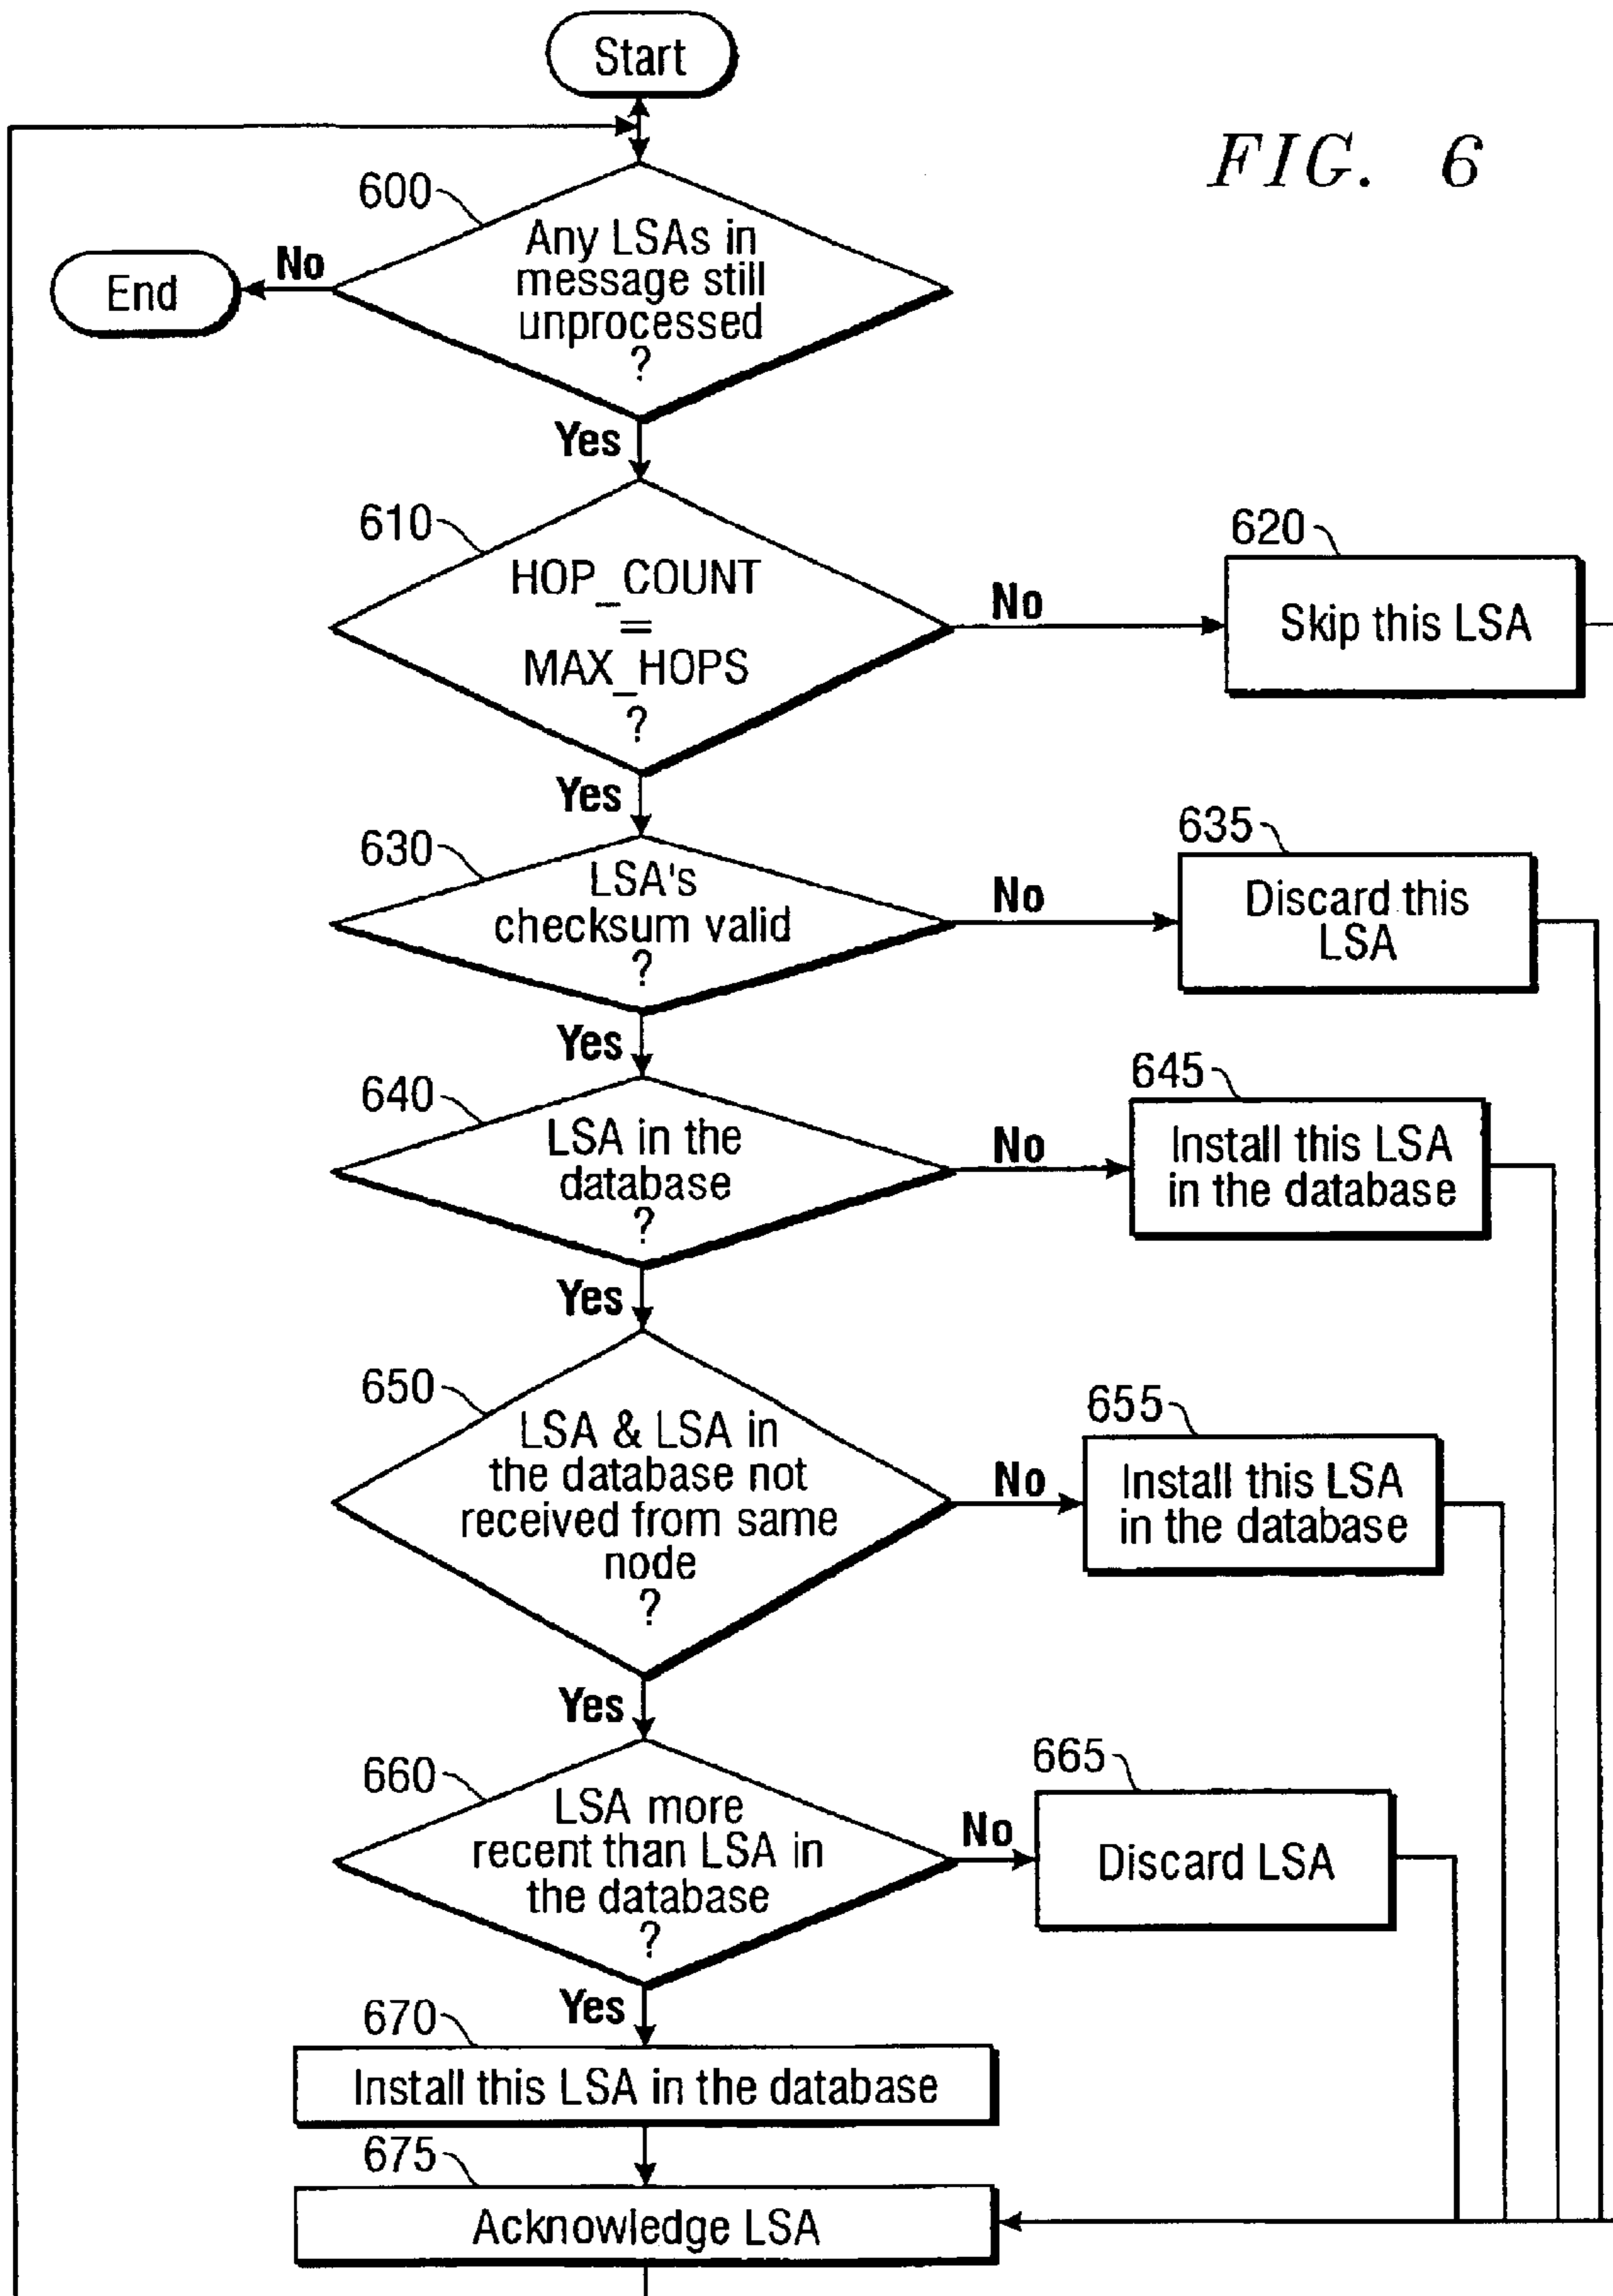 Start
FIG. 6
600
Any LSAs in
message still
unprocessed
?
No
End
Yes
610
HOP_COUNT
=
MAX_HOPS
?
No
620
Skip this LSA
Yes
630
LSA's
checksum valid
?
No
635
Discard this
LSA
Yes
640
LSA in the
database
?
No
645
Install this LSA
in the database
Yes
650
LSA & LSA in
the database not
received from same
node
?
No
655
Install this LSA
in the database
Yes
660
LSA more
recent than LSA in
the database
?
No
665
Discard LSA
Yes
670
Install this LSA in the database
675
Acknowledge LSA